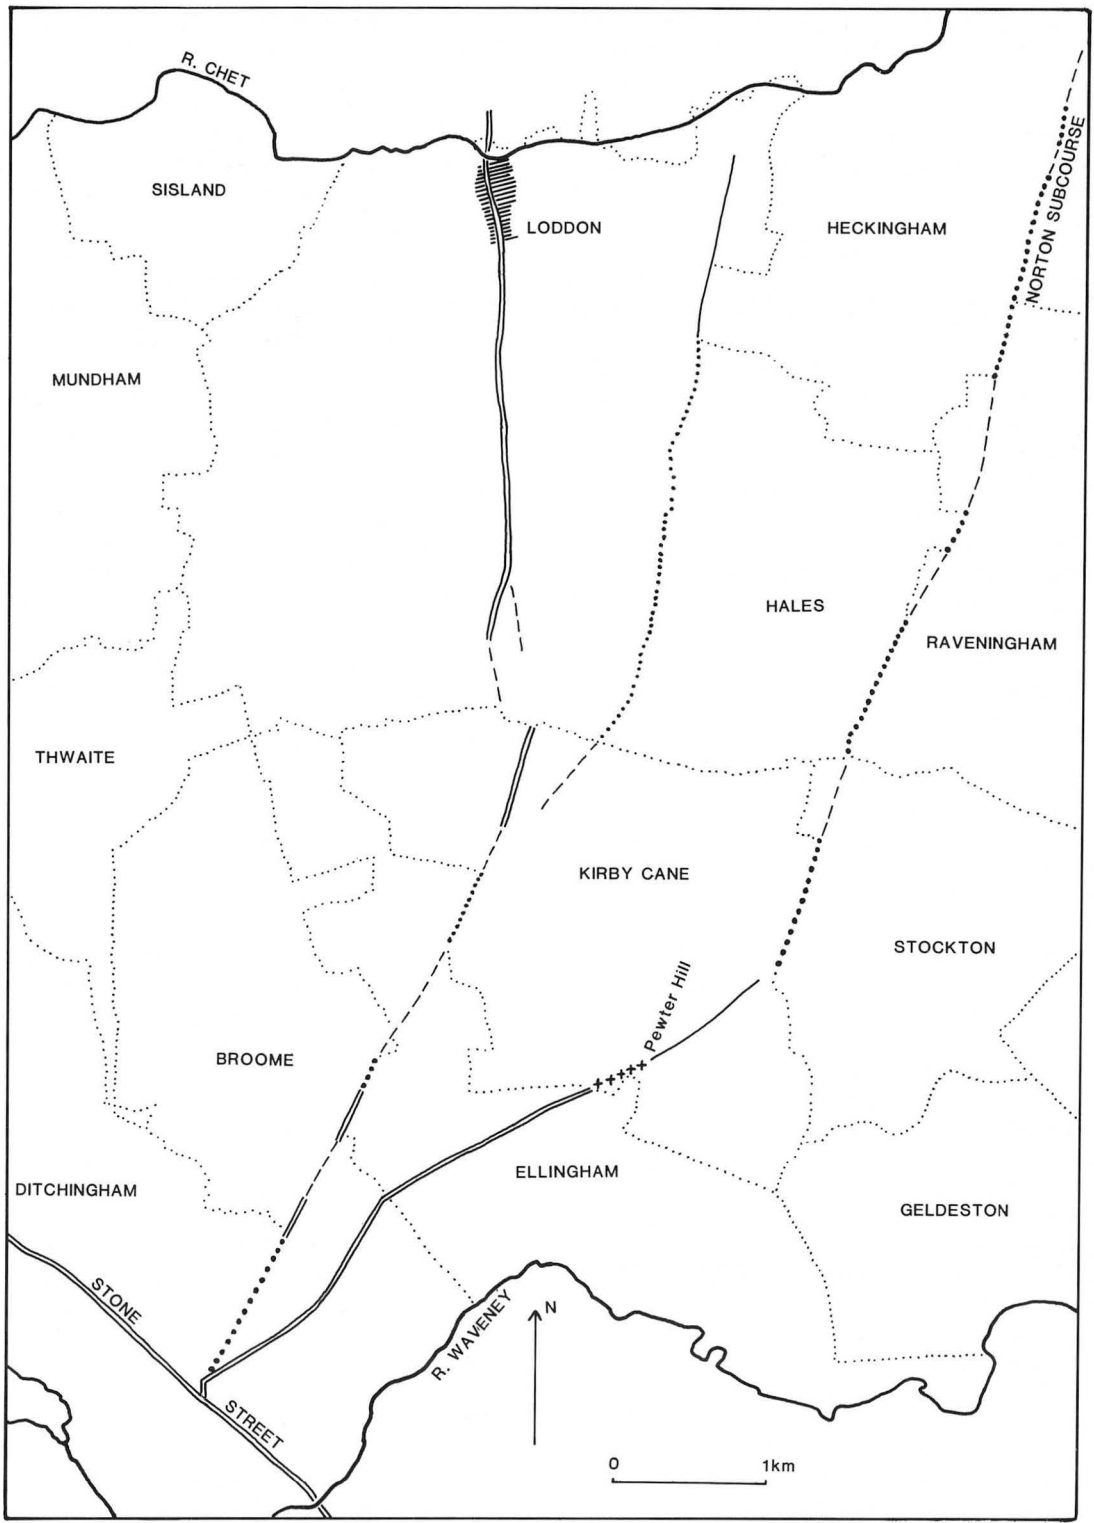 R. CHET
SISLAND
LODDON
HECKINGHAM
NORTON SUBCOURSE
MUNDHAM
HALES
RAVENINGHAM
THWAITE
KIRBY CANE
STOCKTON
Pewter Hill
BROOME
ELLINGHAM
DITCHINGHAM
GELDESTON
STONE
STREET
R. WAVENEY
N
0 1km